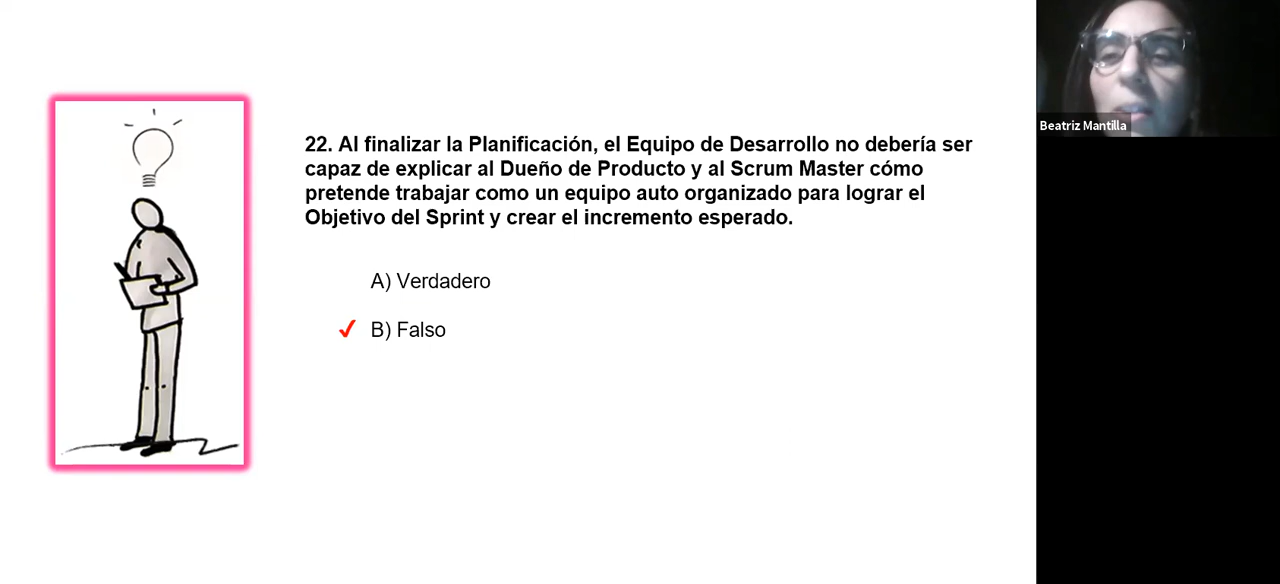 22. Al finalizar la Planificación, el Equipo de Desarrollo no debería ser
capaz de explicar al Dueño de Producto y al Scrum Master cómo
pretende trabajar como un equipo auto organizado para lograr el
Objetivo del Sprint y crear el incremento esperado.
A) Verdadero
✓ B) Falso
Beatriz Mantilla